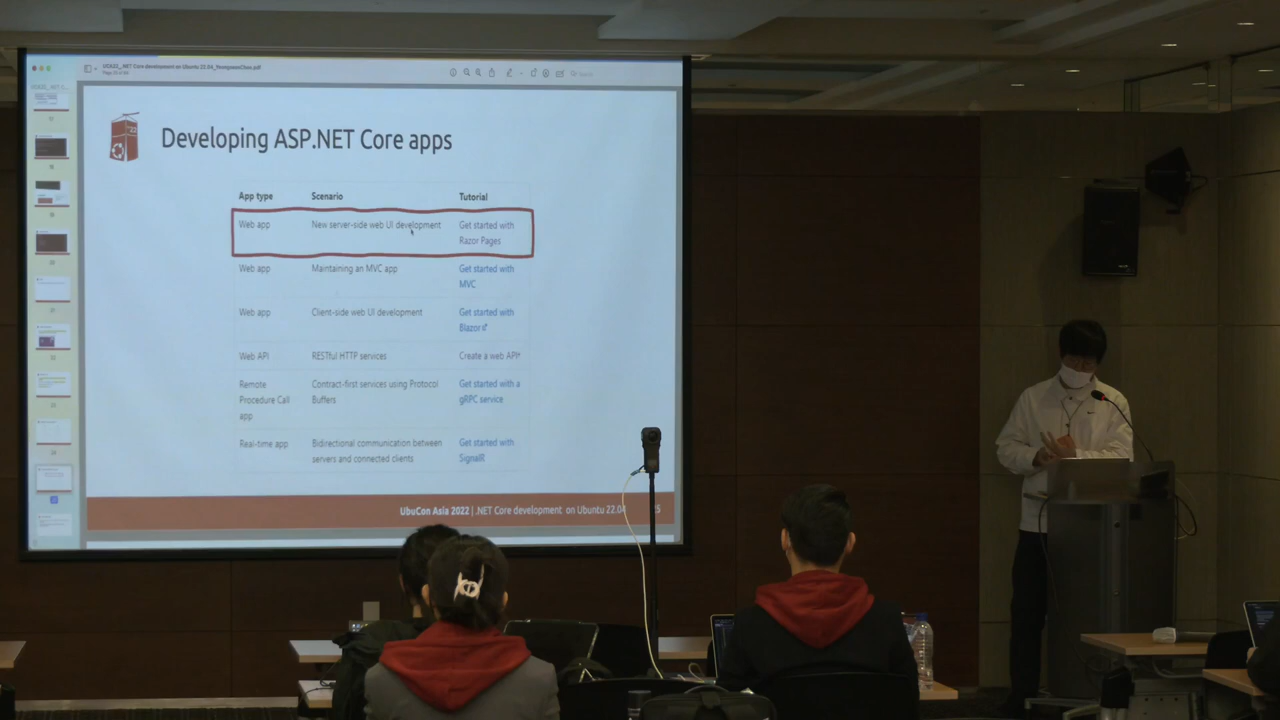 Developing ASP.NET Core apps
App type Scenario Tutorial
Web app New server-side web UI development Get started with
Razor Pages
Web app Maintaining an MVC app Get started with
MVC
Web app Client-side web UI development Get started with
Blazor
Web API RESTful HTTP services Create a web API
Remote Contract-first services using Protocol Get started with a
Procedure Call Buffers gRPC service
app
Real-time app Bidirectional communication between Get started with
servers and connected clients SignalR
UbuCon Asia 2022 | .NET Core development on Ubuntu 22.04